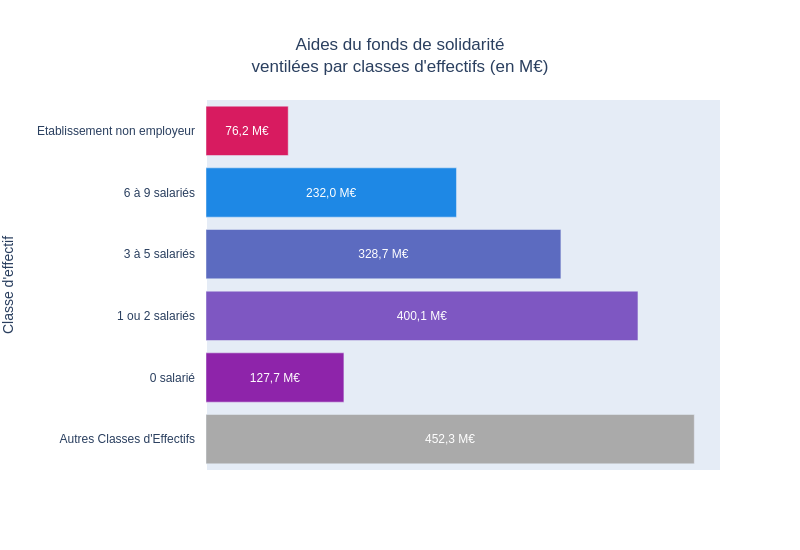 Aides du fonds de solidarité
ventilées par classes d'effectifs (en M€)
Classe d'effectif
Etablissement non employeur
76,2 M€
6 à 9 salariés
232,0 M€
3 à 5 salariés
328,7 M€
1 ou 2 salariés
400,1 M€
0 salarié
127,7 M€
Autres Classes d'Effectifs
452,3 M€